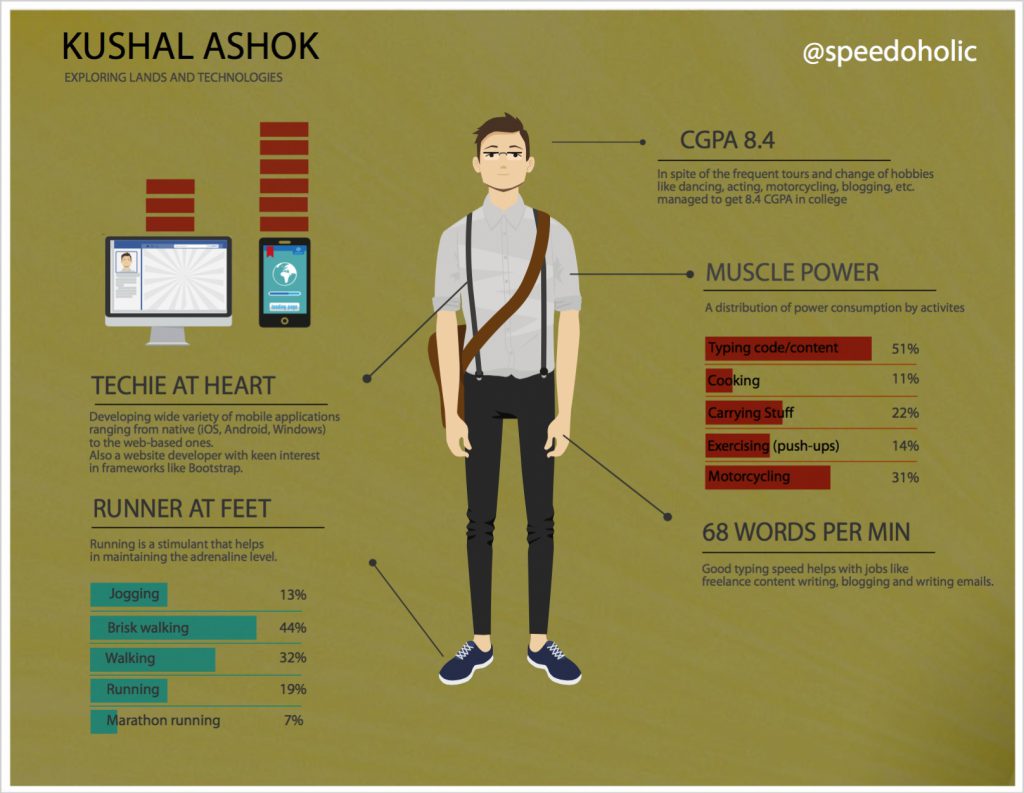 KUSHAL ASHOK
EXPLORING LANDS AND TECHNOLOGIES
@speedoholic
CGPA 8.4
In spite of the frequent tours and change of hobbies
like dancing, acting, motorcycling, blogging, etc.
managed to get 8.4 CGPA in college
MUSCLE POWER
A distribution of power consumption by activites
Typing code/content 51%
Cooking 11%
Carrying Stuff 22%
Exercising (push-ups) 14%
Motorcycling 31%
TECHIE AT HEART
Developing wide variety of mobile applications
ranging from native (iOS, Android, Windows)
to the web-based ones.
Also a website developer with keen interest
in frameworks like Bootstrap.
RUNNER AT FEET
Running is a stimulant that helps
in maintaining the adrenaline level.
Jogging 13%
Brisk walking 44%
Walking 32%
Running 19%
Marathon running 7%
68 WORDS PER MIN
Good typing speed helps with jobs like
freelance content writing, blogging and writing emails.